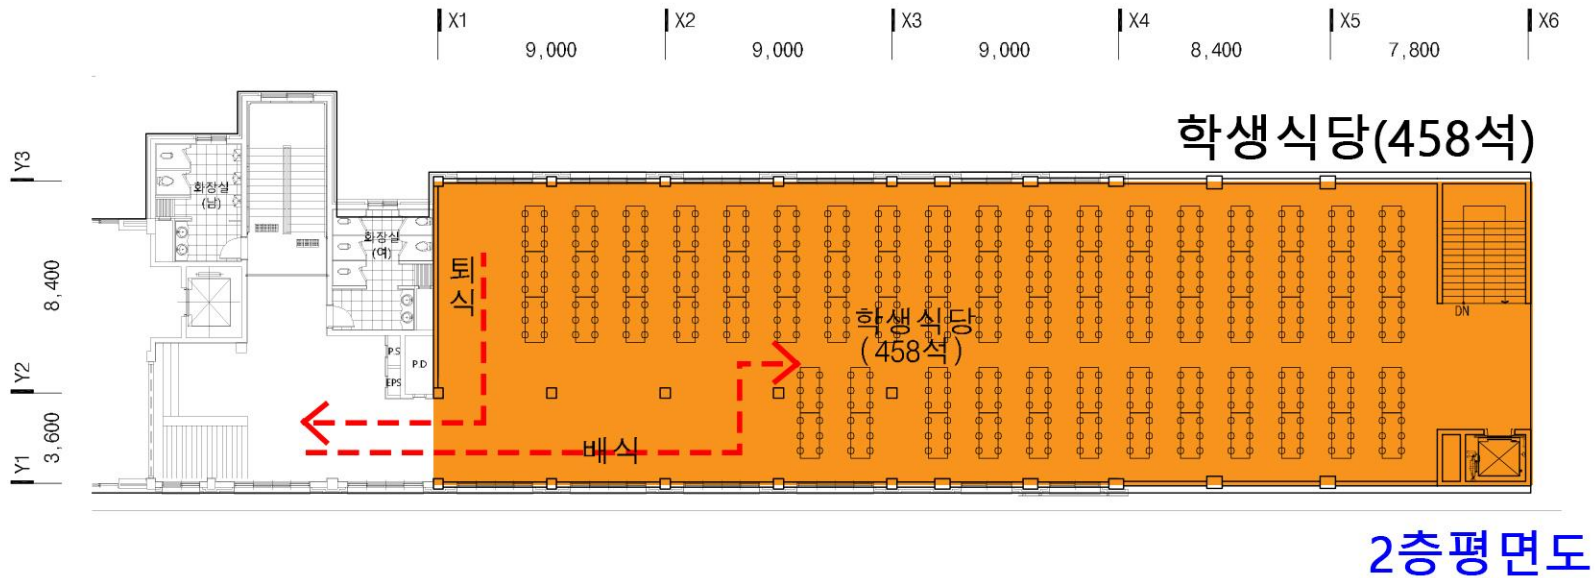 X1 X2 X3 X4 X5 X6
9,000 9,000 9,000 8,400 7,800
학생식당(458석)
Y3
화장실
(남)
화장실
(여)
8,400
퇴식
학생식당
(458석)
DN
P.S
P.D
EPS
Y2
3,600
배식
Y1
2층평면도